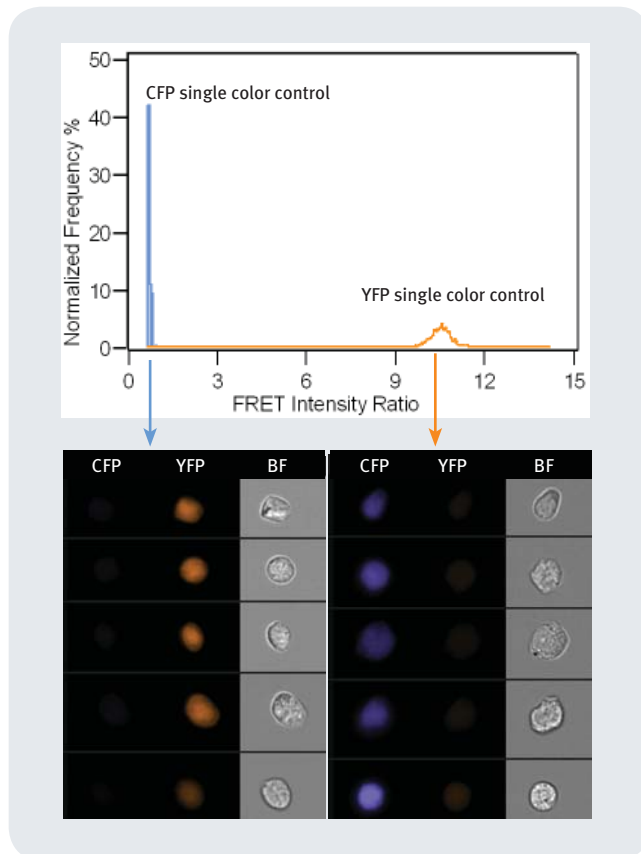 50
CFP single color control
40
Normalized Frequency %
30
20
YFP single color control
10
0
0 3 6 9 12 15
FRET Intensity Ratio
CFP YFP BF CFP YFP BF